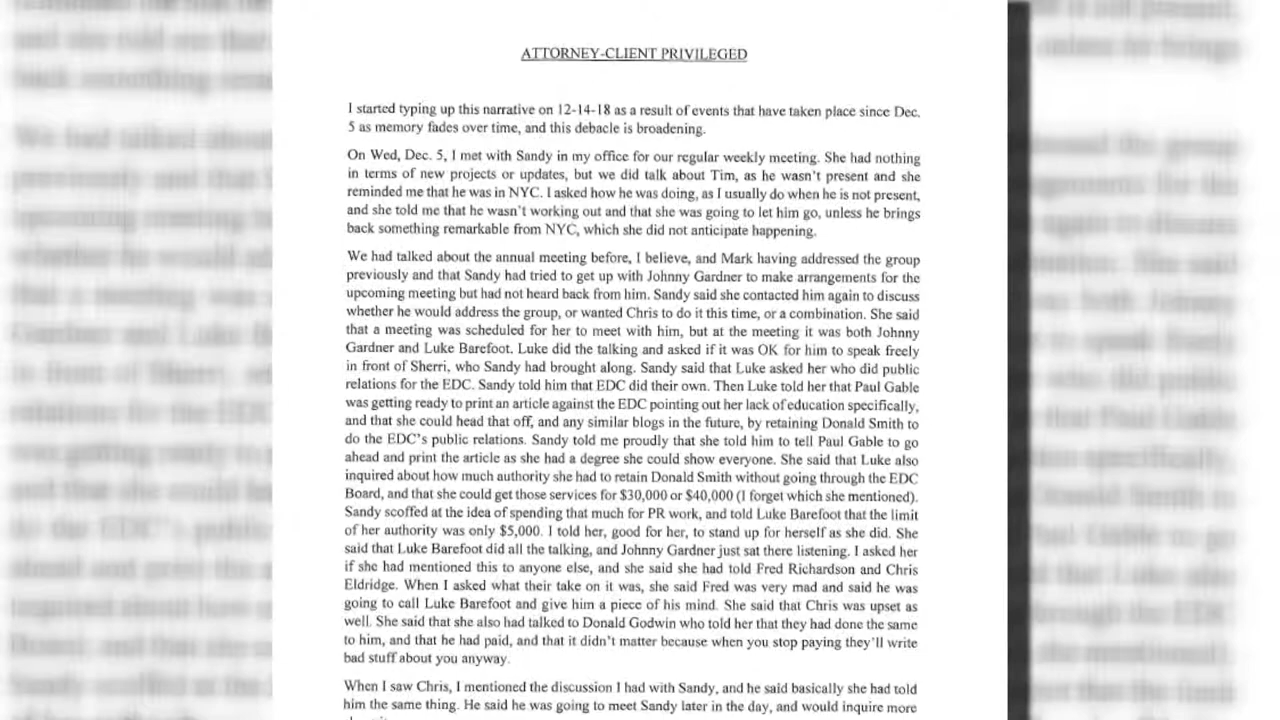 ATTORNEY-CLIENT PRIVILEGED
I started typing up this narrative on 12-14-18 as a result of events that have taken place since Dec.
5 as memory fades over time, and this debacle is broadening.
On Wed, Dec. 5, I met with Sandy in my office for our regular weekly meeting. She had nothing
in terms of new projects or updates, but we did talk about Tim, as he wasn't present and she
reminded me that he was in NYC. I asked how he was doing, as I usually do when he is not present,
and she told me that he wasn't working out and that she was going to let him go, unless he brings
back something remarkable from NYC, which she did not anticipate happening.
We had talked about the annual meeting before, I believe, and Mark having addressed the group
previously and that Sandy had tried to get up with Johnny Gardner to make arrangements for the
upcoming meeting but had not heard back from him. Sandy said she contacted him again to discuss
whether he would address the group, or wanted Chris to do it this time, or a combination. She said
that a meeting was scheduled for her to meet with him, but at the meeting it was both Johnny
Gardner and Luke Barefoot. Luke did the talking and asked if it was OK for him to speak freely
in front of Sherri, who Sandy had brought along. Sandy said that Luke asked her who did public
relations for the EDC. Sandy told him that EDC did their own. Then Luke told her that Paul Gable
was getting ready to print an article against the EDC pointing out her lack of education specifically,
and that she could head that off, and any similar blogs in the future, by retaining Donald Smith to
do the EDC's public relations. Sandy told me proudly that she told him to tell Paul Gable to go
ahead and print the article as she had a degree she could show everyone. She said that Luke also
inquired about how much authority she had to retain Donald Smith without going through the EDC
Board, and that she could get those services for $30,000 or $40,000 (I forget which she mentioned).
Sandy scoffed at the idea of spending that much for PR work, and told Luke Barefoot that the limit
of her authority was only $5,000. I told her, good for her, to stand up for herself as she did. She
said that Luke Barefoot did all the talking, and Johnny Gardner just sat there listening. I asked her
if she had mentioned this to anyone else, and she said she had told Fred Richardson and Chris
Eldridge. When I asked what their take on it was, she said Fred was very mad and said he was
going to call Luke Barefoot and give him a piece of his mind. She said that Chris was upset as
well. She said that she also had talked to Donald Godwin who told her that they had done the same
to him, and that he had paid, and that it didn't matter because when you stop paying they'll write
bad stuff about you anyway.
When I saw Chris, I mentioned the discussion I had with Sandy, and he said basically she had told
him the same thing. He said he was going to meet Sandy later in the day, and would inquire more